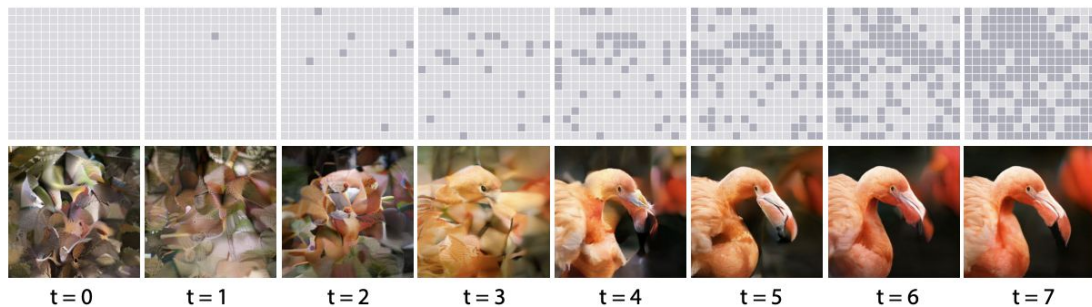 t = 0 t = 1 t = 2 t = 3 t = 4 t = 5 t = 6 t = 7